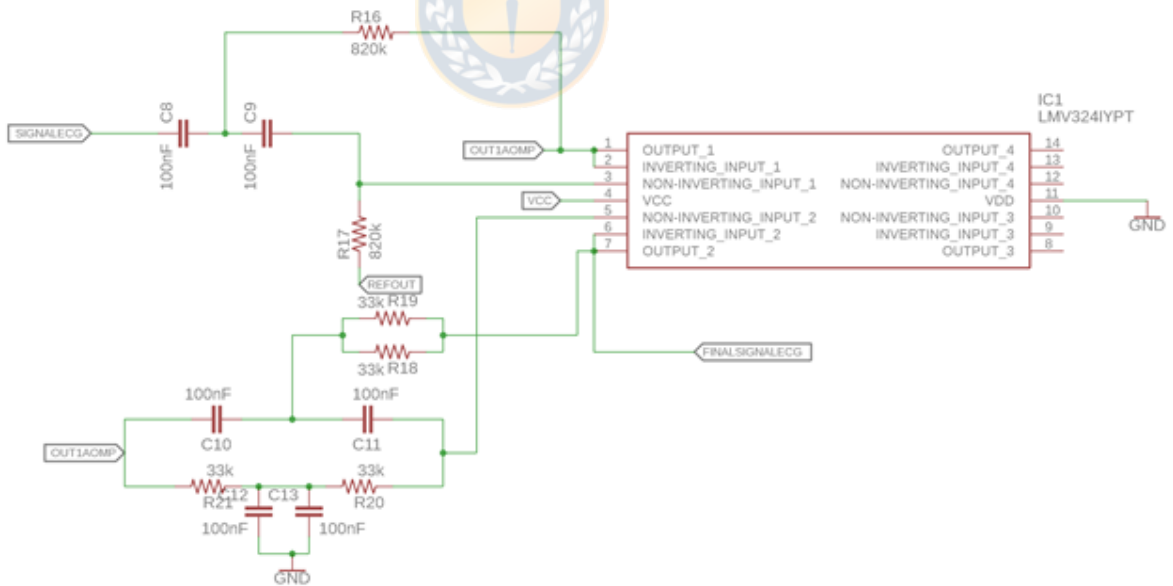 R16
820k
C8
C9
SIGNALECG
100nF
100nF
IC1
LMV324IYPT
OUT1AOMP
1
OUTPUT_1
OUTPUT_4
14
2
INVERTING_INPUT_1
INVERTING_INPUT_4
13
3
NON-INVERTING_INPUT_1
NON-INVERTING_INPUT_4
12
VCC
4
VCC
VDD
11
5
NON-INVERTING_INPUT_2
NON-INVERTING_INPUT_3
10
6
INVERTING_INPUT_2
INVERTING_INPUT_3
9
7
OUTPUT_2
OUTPUT_3
8
GND
R17
820k
REFOUT
33k
R19
33k
R18
FINALSIGNALECG
100nF
100nF
C10
C11
OUT1AOMP
33k
33k
R21
C12
C13
R20
100nF
100nF
GND